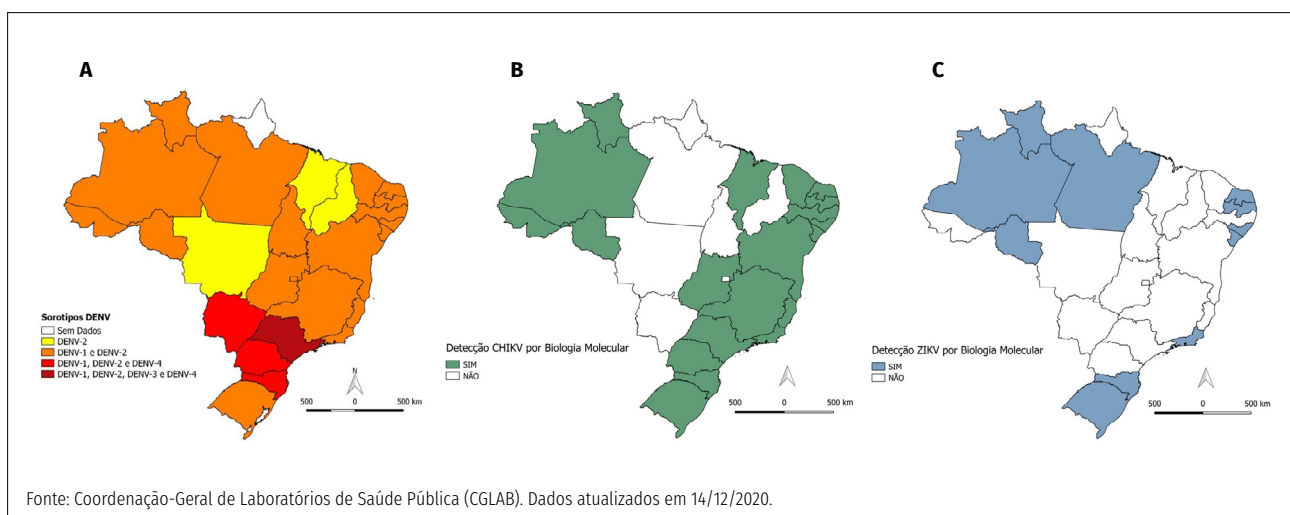 A
B
C
Sorotipos DENV
Sem Dados
DENV-2
DENV-1 e DENV-2
DENV-1, DENV-2 e DENV-4
DENV-1, DENV-2, DENV-3 e DENV-4
N
500 0 500 km
Detecção CHIKV por Biologia Molecular
SIM
NÃO
500 0 500 km
Detecção ZIKV por Biologia Molecular
SIM
NÃO
500 0 500 km
Fonte: Coordenação-Geral de Laboratórios de Saúde Pública (CGLAB). Dados atualizados em 14/12/2020.